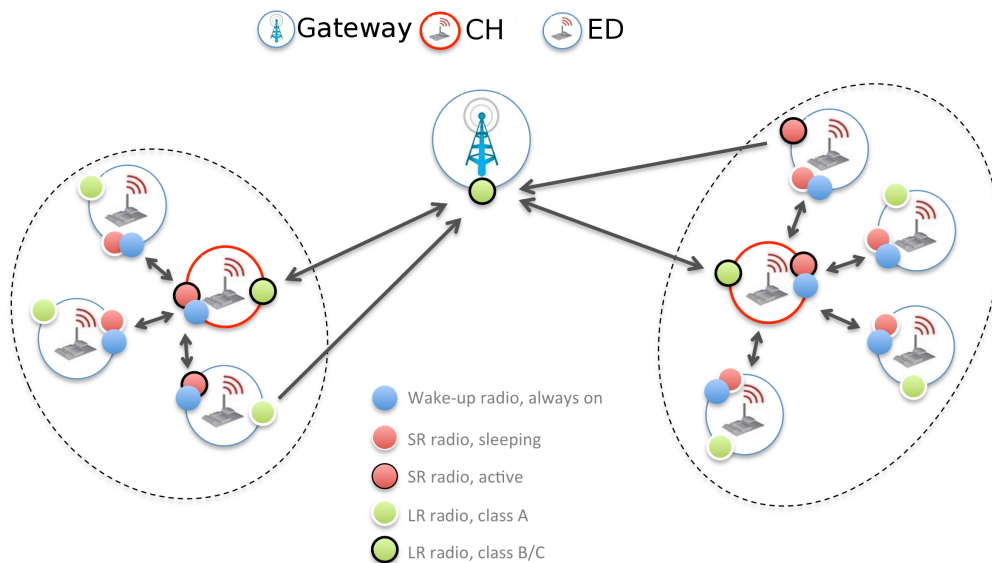 Gateway CH ED
Wake-up radio, always on
SR radio, sleeping
SR radio, active
LR radio, class A
LR radio, class B/C